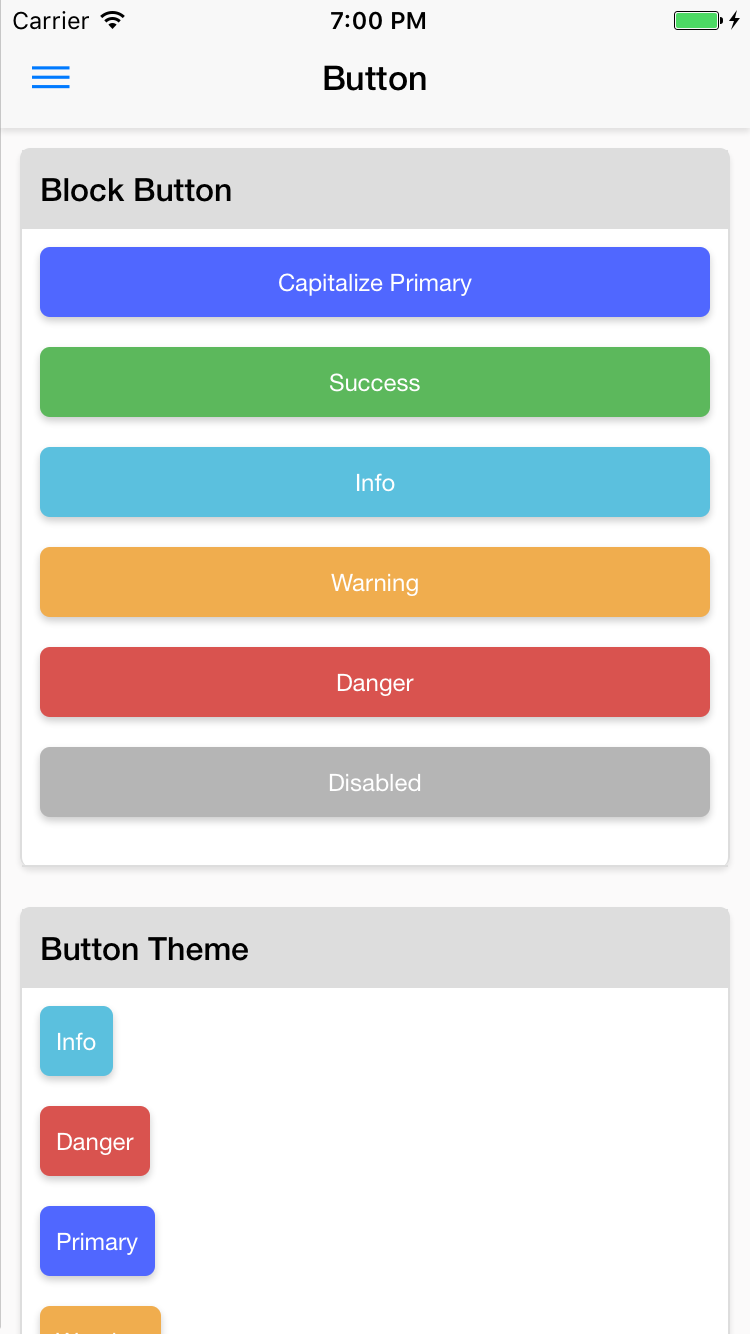 Carrier 7:00 PM
Button
Block Button
Capitalize Primary
Success
Info
Warning
Danger
Disabled
Button Theme
Info
Danger
Primary